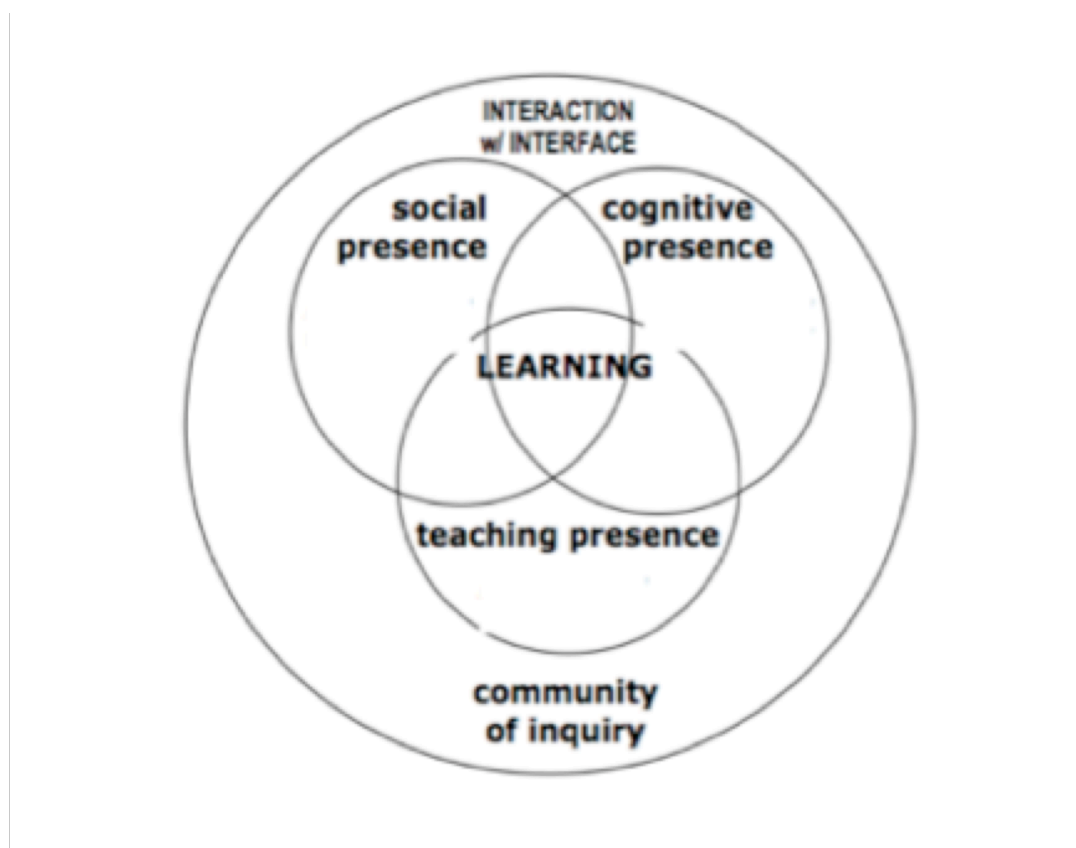 INTERACTION
w/ INTERFACE
social
presence
cognitive
presence
LEARNING
teaching presence
community
of inquiry